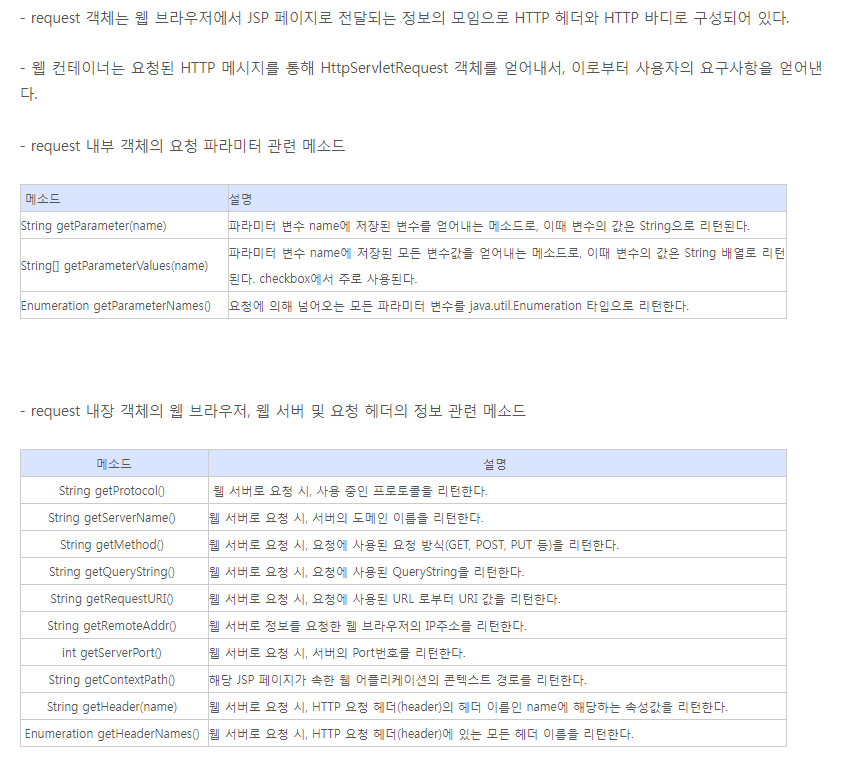 - request 객체는 웹 브라우저에서 JSP 페이지로 전달되는 정보의 모임으로 HTTP 헤더와 HTTP 바디로 구성되어 있다.
- 웹 컨테이너는 요청된 HTTP 메시지를 통해 HttpServletRequest 객체를 얻어내서, 이로부터 사용자의 요구사항을 얻어낸
다.
- request 내부 객체의 요청 파라미터 관련 메소드
메소드 설명
String getParameter(name) 파라미터 변수 name에 저장된 변수를 얻어내는 메소드로, 이때 변수의 값은 String으로 리턴된다.
String[] getParameterValues(name) 파라미터 변수 name에 저장된 모든 변수값을 얻어내는 메소드로, 이때 변수의 값은 String 배열로 리턴
된다. checkbox에서 주로 사용된다.
Enumeration getParameterNames() 요청에 의해 넘어오는 모든 파라미터 변수를 java.util.Enumeration 타입으로 리턴한다.
- request 내장 객체의 웹 브라우저, 웹 서버 및 요청 헤더의 정보 관련 메소드
메소드 설명
String getProtocol() 웹 서버로 요청 시, 사용 중인 프로토콜을 리턴한다.
String getServerName() 웹 서버로 요청 시, 서버의 도메인 이름을 리턴한다.
String getMethod() 웹 서버로 요청 시, 요청에 사용된 요청 방식(GET, POST, PUT 등)을 리턴한다.
String getQueryString() 웹 서버로 요청 시, 요청에 사용된 QueryString을 리턴한다.
String getRequestURI() 웹 서버로 요청 시, 요청에 사용된 URL 로부터 URI 값을 리턴한다.
String getRemoteAddr() 웹 서버로 정보를 요청한 웹 브라우저의 IP주소를 리턴한다.
int getServerPort() 웹 서버로 요청 시, 서버의 Port번호를 리턴한다.
String getContextPath() 해당 JSP 페이지가 속한 웹 어플리케이션의 콘텍스트 경로를 리턴한다.
String getHeader(name) 웹 서버로 요청 시, HTTP 요청 헤더(header)의 헤더 이름인 name에 해당하는 속성값을 리턴한다.
Enumeration getHeaderNames() 웹 서버로 요청 시, HTTP 요청 헤더(header)에 있는 모든 헤더 이름을 리턴한다.